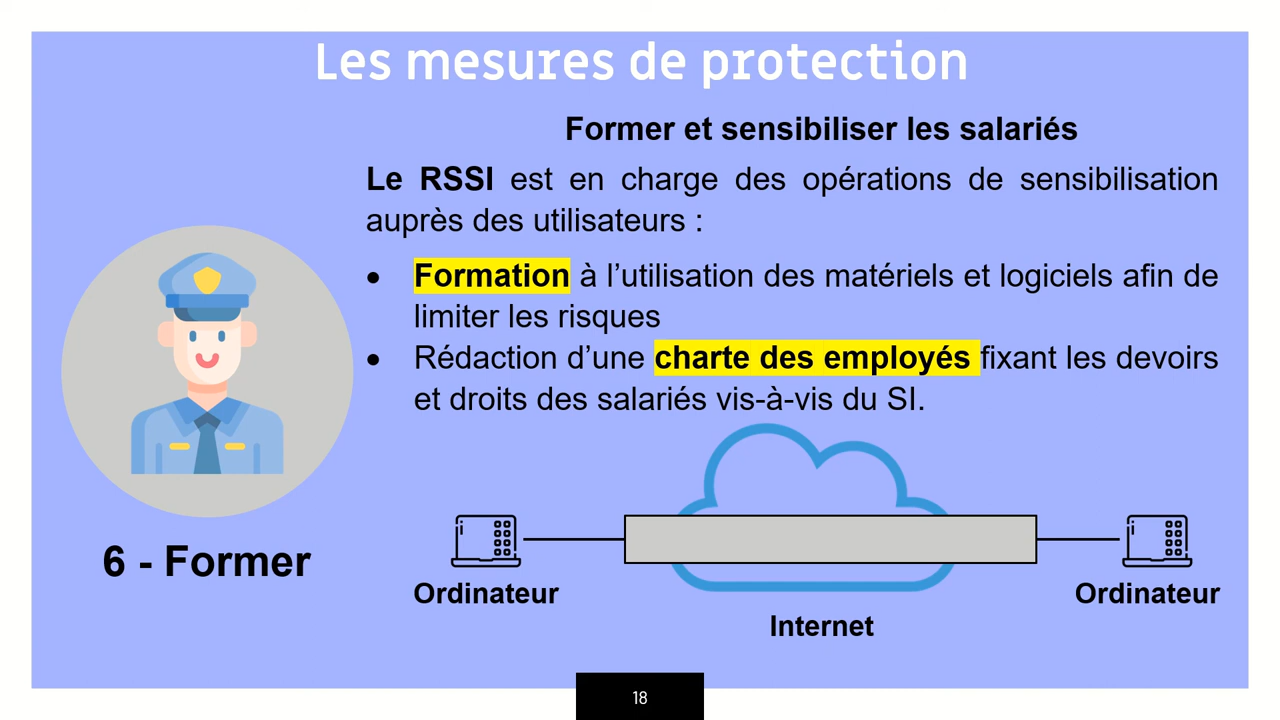 Les mesures de protection
Former et sensibiliser les salariés
Le RSSI est en charge des opérations de sensibilisation
auprès des utilisateurs :
• Formation à l’utilisation des matériels et logiciels afin de
limiter les risques
• Rédaction d’une charte des employés fixant les devoirs
et droits des salariés vis-à-vis du SI.
6 - Former
Ordinateur
Ordinateur
Internet
18